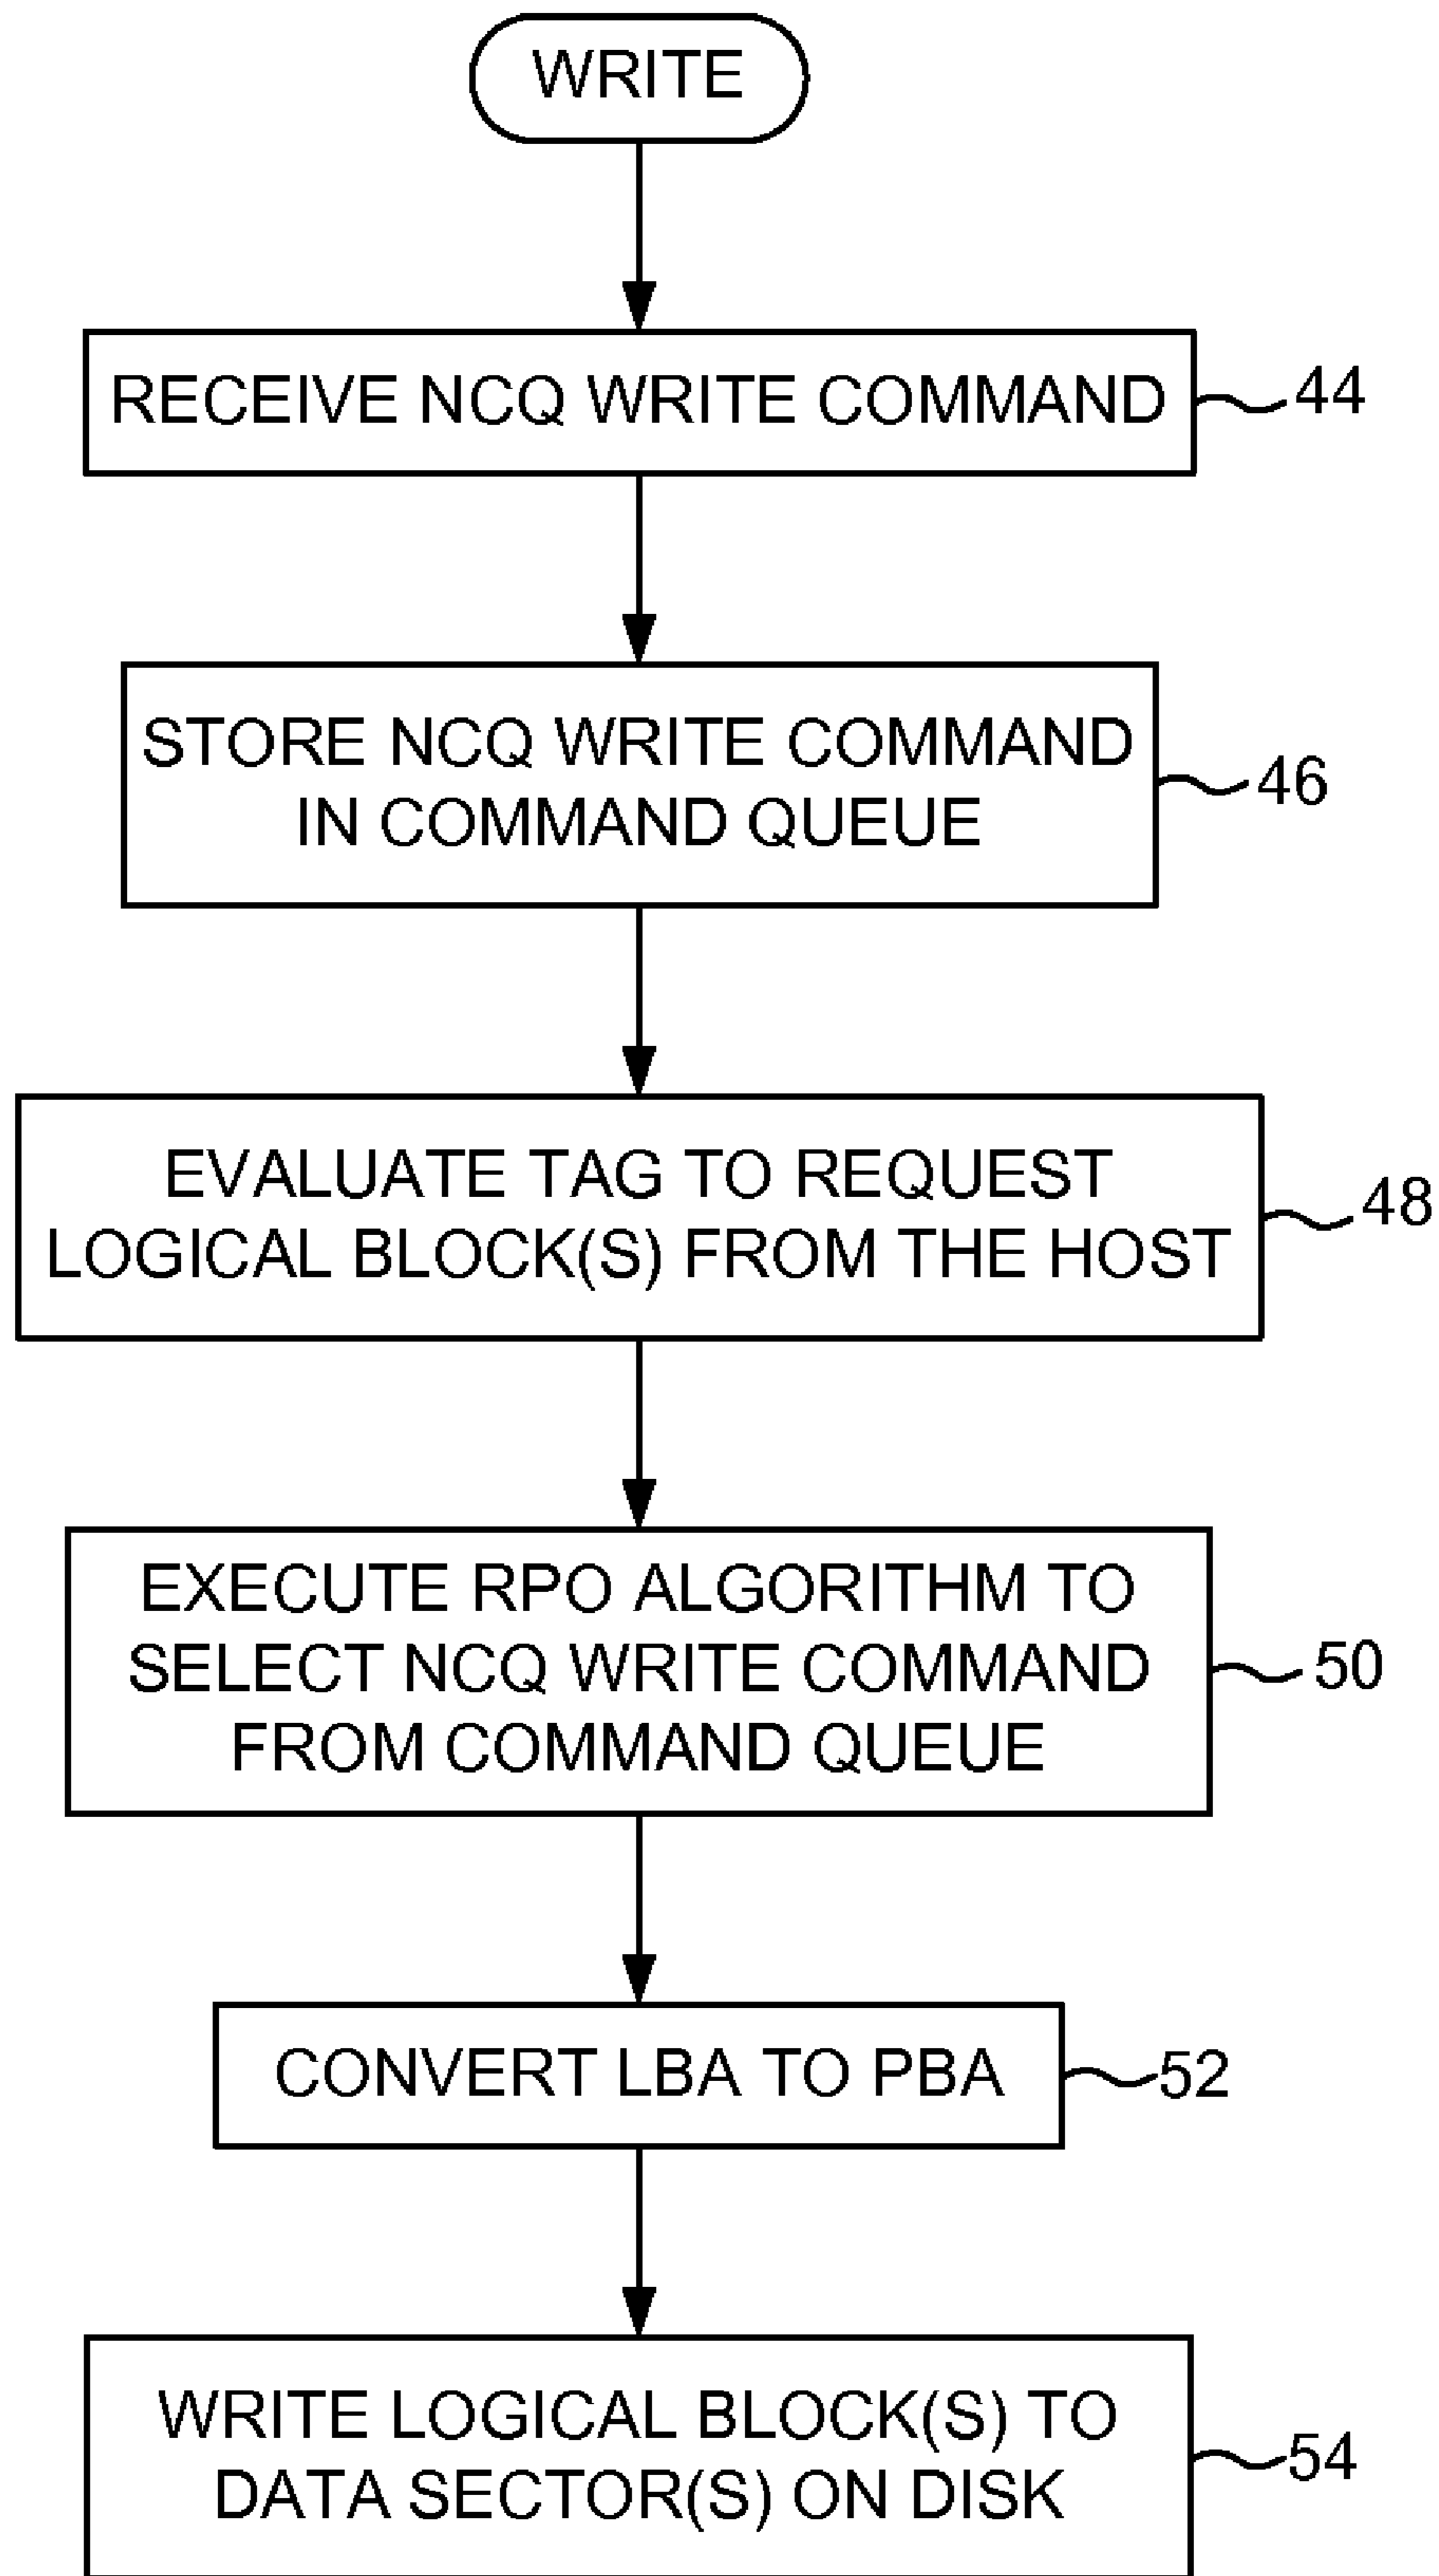 WRITE
RECEIVE NCQ WRITE COMMAND
44
STORE NCQ WRITE COMMAND
IN COMMAND QUEUE
46
EVALUATE TAG TO REQUEST
LOGICAL BLOCK(S) FROM THE HOST
48
EXECUTE RPO ALGORITHM TO
SELECT NCQ WRITE COMMAND
FROM COMMAND QUEUE
50
CONVERT LBA TO PBA
52
WRITE LOGICAL BLOCK(S) TO
DATA SECTOR(S) ON DISK
54